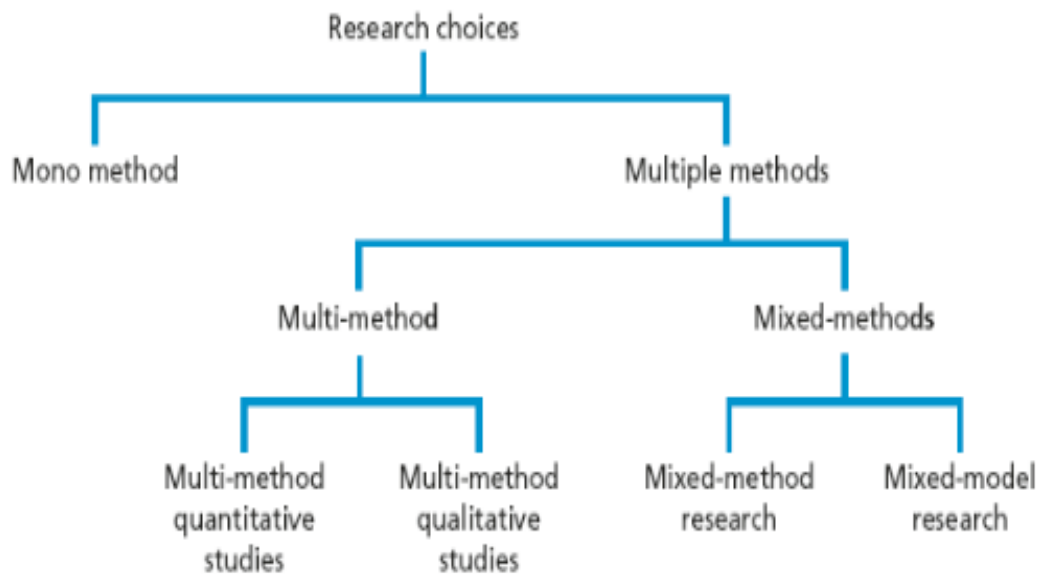 Research choices
Mono method
Multiple methods
Multi-method
Mixed-methods
Multi-method
quantitative
studies
Multi-method
qualitative
studies
Mixed-method
research
Mixed-model
research